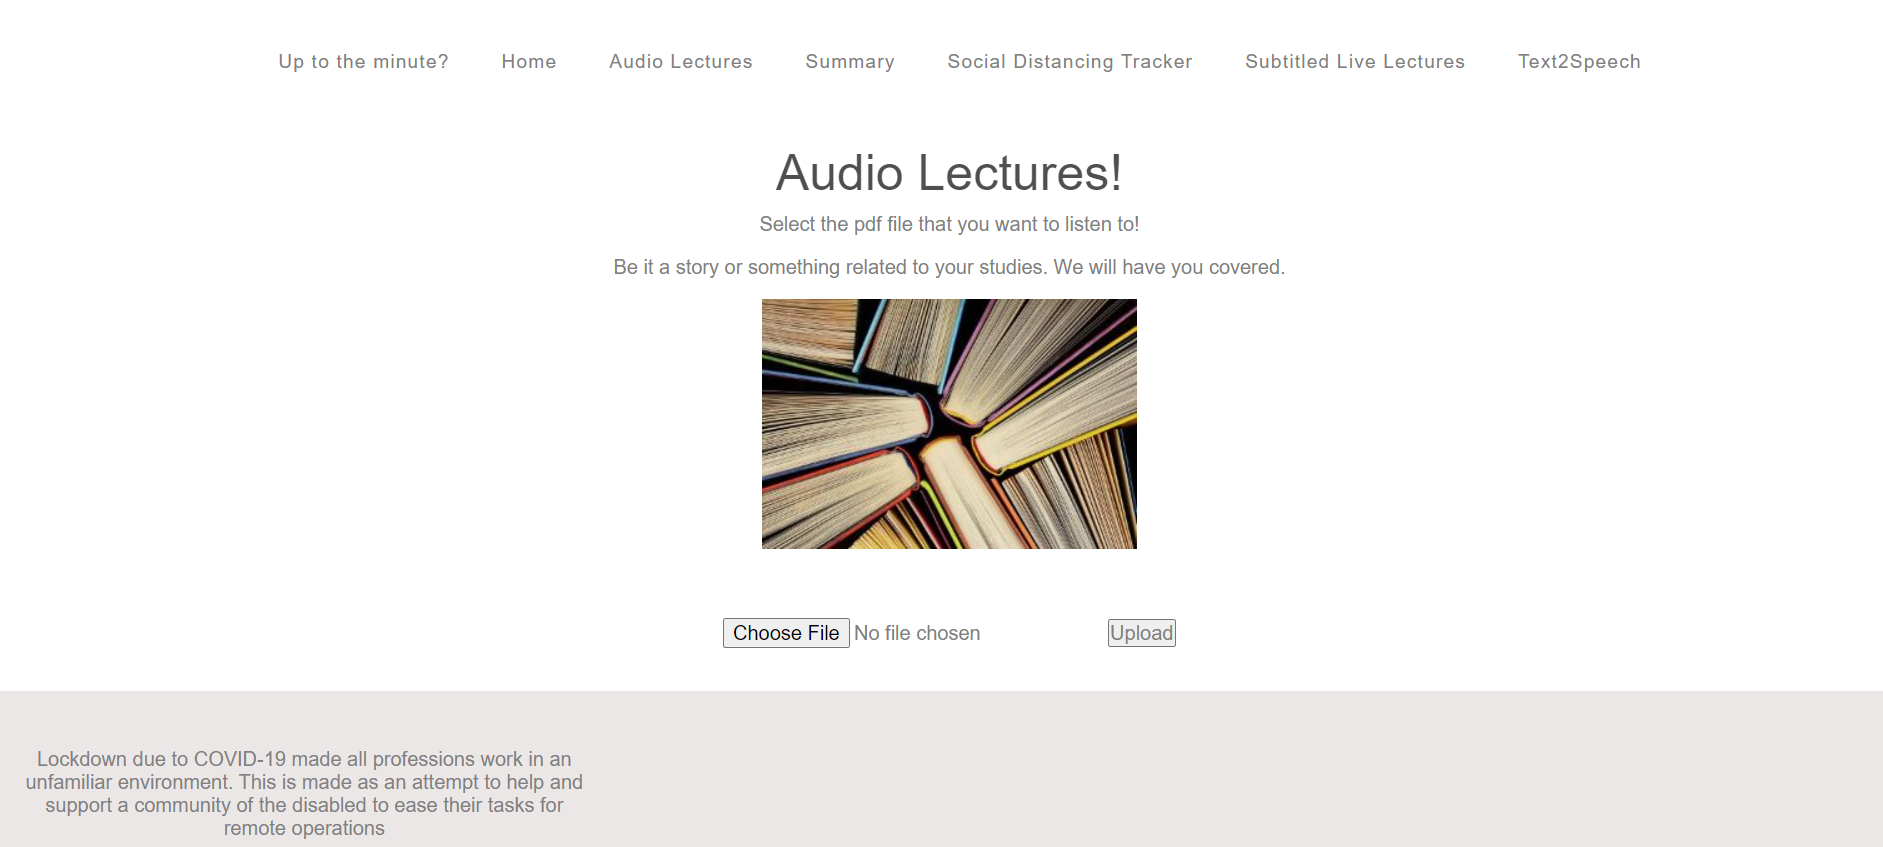 Up to the minute? Home Audio Lectures Summary Social Distancing Tracker Subtitled Live Lectures Text2Speech
Audio Lectures!
Select the pdf file that you want to listen to!
Be it a story or something related to your studies. We will have you covered.
Choose File No file chosen Upload
Lockdown due to COVID-19 made all professions work in an
unfamiliar environment. This is made as an attempt to help and
support a community of the disabled to ease their tasks for
remote operations